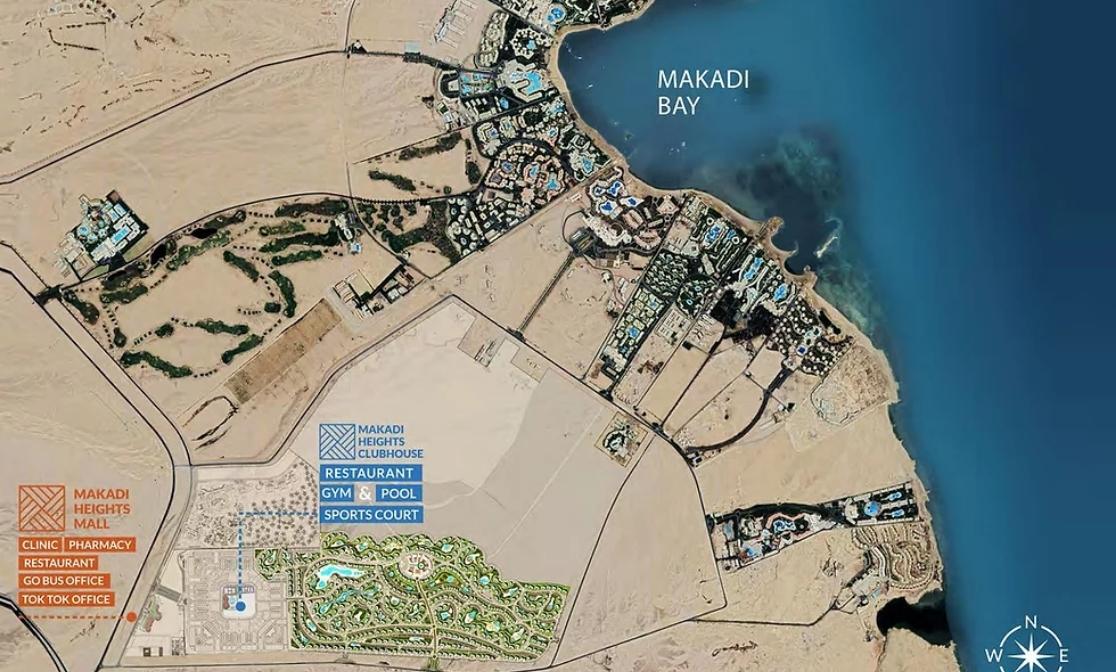 MAKADI
BAY
MAKADI
HEIGHTS
CLUBHOUSE
RESTAURANT
GYM & POOL
SPORTS COURT
MAKADI
HEIGHTS
MALL
CLINIC PHARMACY
RESTAURANT
GO BUS OFFICE
TOK TOK OFFICE
N
W E